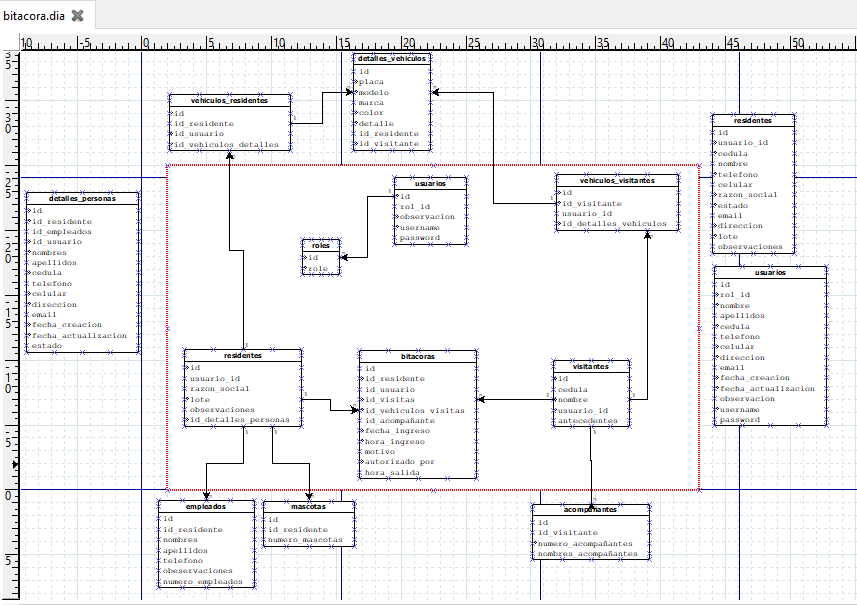 bitacora.dia
10 -5 0 5 10 15 20 25 30 35 40 45 50
detalles_vehiculos
id
placa
modelo
marca
color
detalle
id_residente
id_visitante
vehiculos_residentes
id
id_residente
id_usuario
id_vehiculos_detalles
residentes
id
usuario_id
cedula
nombre
telefono
celular
razon_social
estado
email
direccion
lote
observaciones
detalles_personas
id
id_residente
id_empleados
id_usuario
nombres
apellidos
cedula
telefono
celular
direccion
email
fecha_creacion
fecha_actualizacion
estado
usuarios
id
rol_id
observacion
username
password
vehiculos_visitantes
id
id_visitante
usuario_id
id_detalles_vehiculos
roles
id
role
usuarios
id
rol_id
nombre
apellidos
cedula
telefono
celular
direccion
email
fecha_creacion
fecha_actualizacion
observacion
username
password
residentes
id
usuario_id
razon_social
lote
observaciones
id_detalles_personas
bitacoras
id
id_residente
id_usuario
id_visitas
id_vehiculos_visitas
id_acompañante
fecha_ingreso
hora_ingreso
motivo
autorizado por
hora_salida
visitantes
id
cedula
nombre
usuario_id
antecedentes
empleados
id
id_residente
nombres
apellidos
telefono
obeservaciones
numero_empleados
mascotas
id
id_residente
numero_mascotas
acompañantes
id
id_visitante
numero_acompañantes
nombres_acompañantes